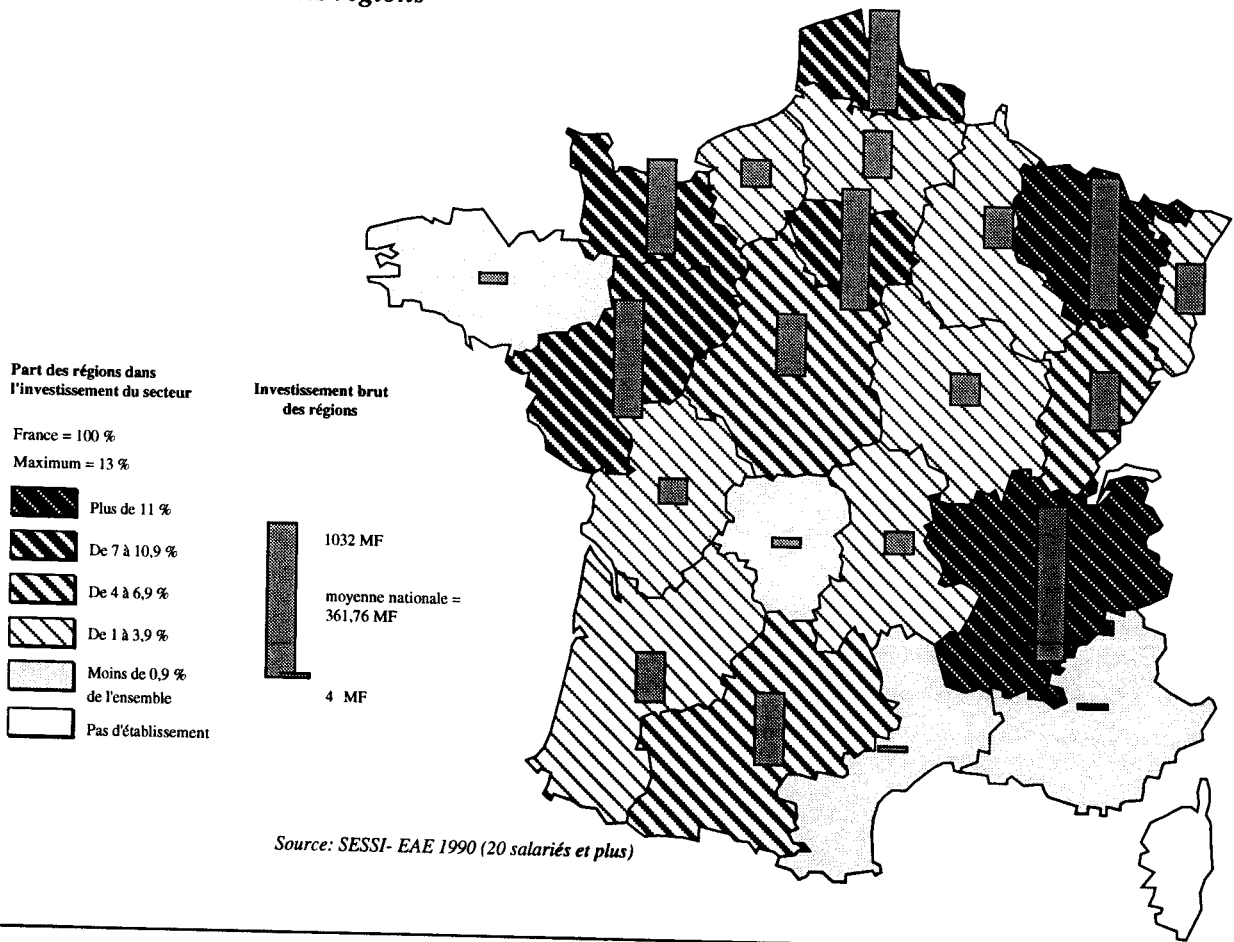 régions
Part des régions dans
l'investissement du secteur
France = 100 %
Maximum = 13 %
Plus de 11 %
De 7 à 10,9 %
De 4 à 6,9 %
De 1 à 3,9 %
Moins de 0,9 %
de l'ensemble
Pas d'établissement
Investissement brut
des régions
1032 MF
moyenne nationale =
361,76 MF
4 MF
Source: SESSI- EAE 1990 (20 salariés et plus)